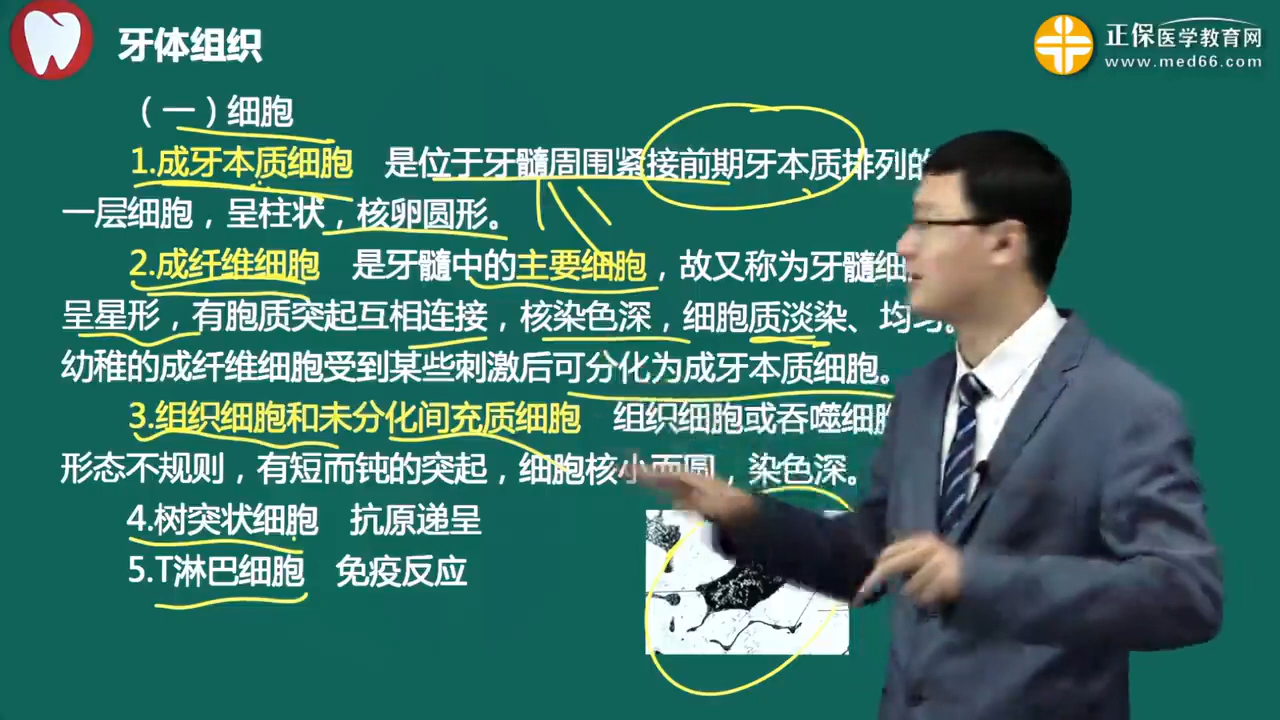 牙体组织
正保医学教育网
www.med66.com
（一）细胞
1.成牙本质细胞 是位于牙髓周围紧接前期牙本质排列的
一层细胞，呈柱状，核卵圆形。
2.成纤维细胞 是牙髓中的主要细胞，故又称为牙髓细
呈星形，有胞质突起互相连接，核染色深，细胞质淡染、均匀。
幼稚的成纤维细胞受到某些刺激后可分化为成牙本质细胞。
3.组织细胞和未分化间充质细胞 组织细胞或吞噬细胞
形态不规则，有短而钝的突起，细胞核小而圆，染色深。
4.树突状细胞 抗原递呈
5.T淋巴细胞 免疫反应